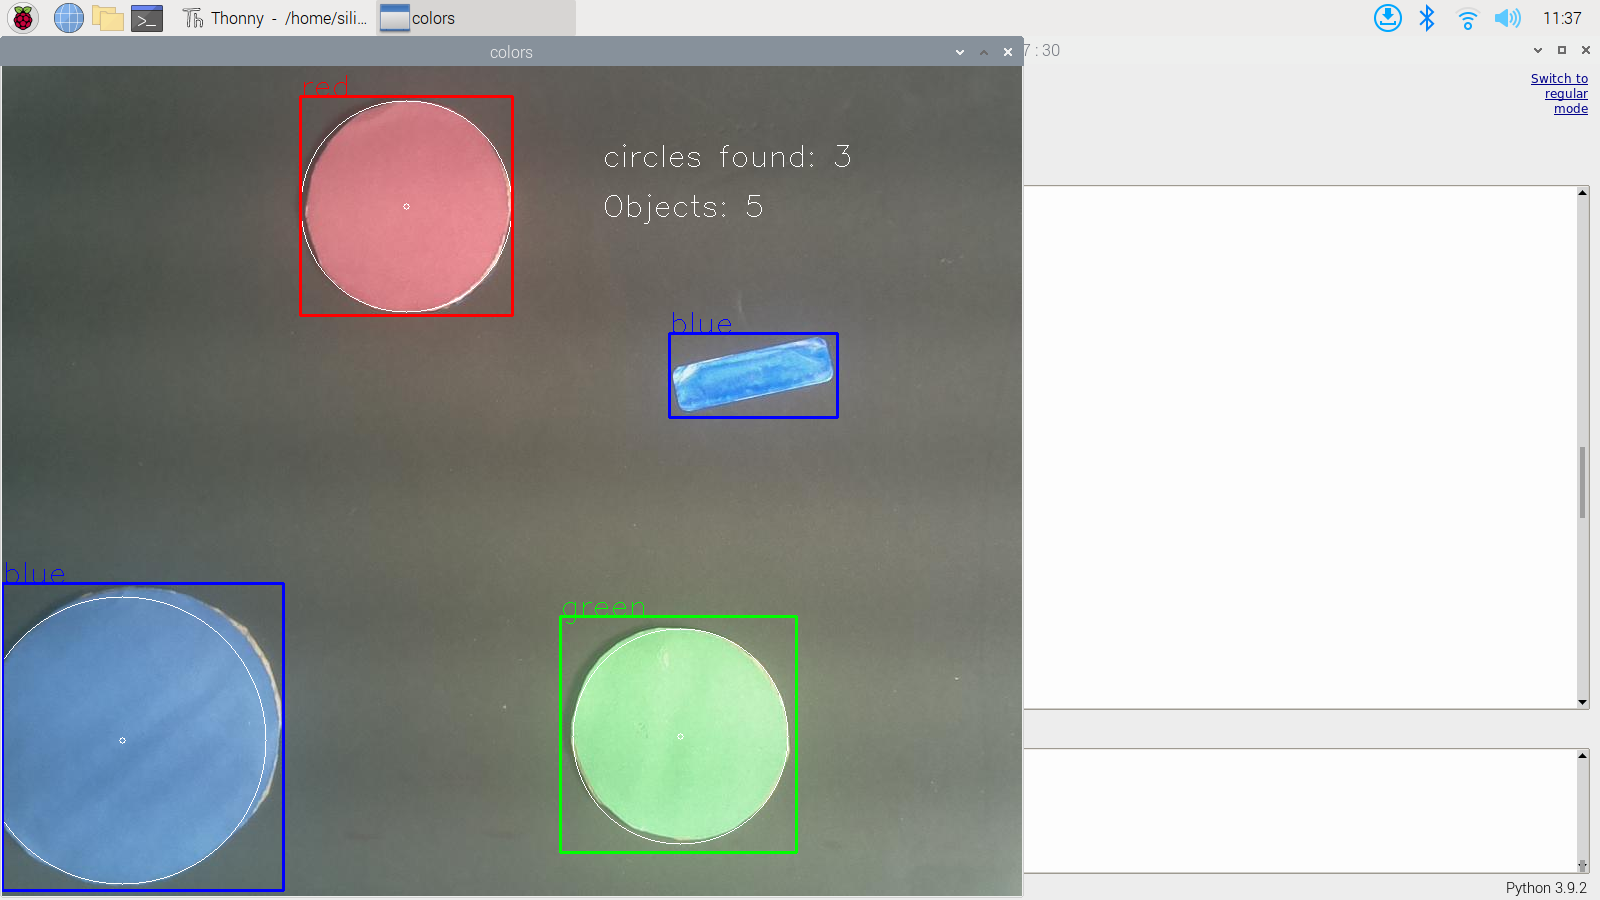 Thonny - /home/sili...
colors
11:37
colors
7 : 30
Switch to
regular
mode
red
circles found: 3
Objects: 5
blue
blue
green
Python 3.9.2